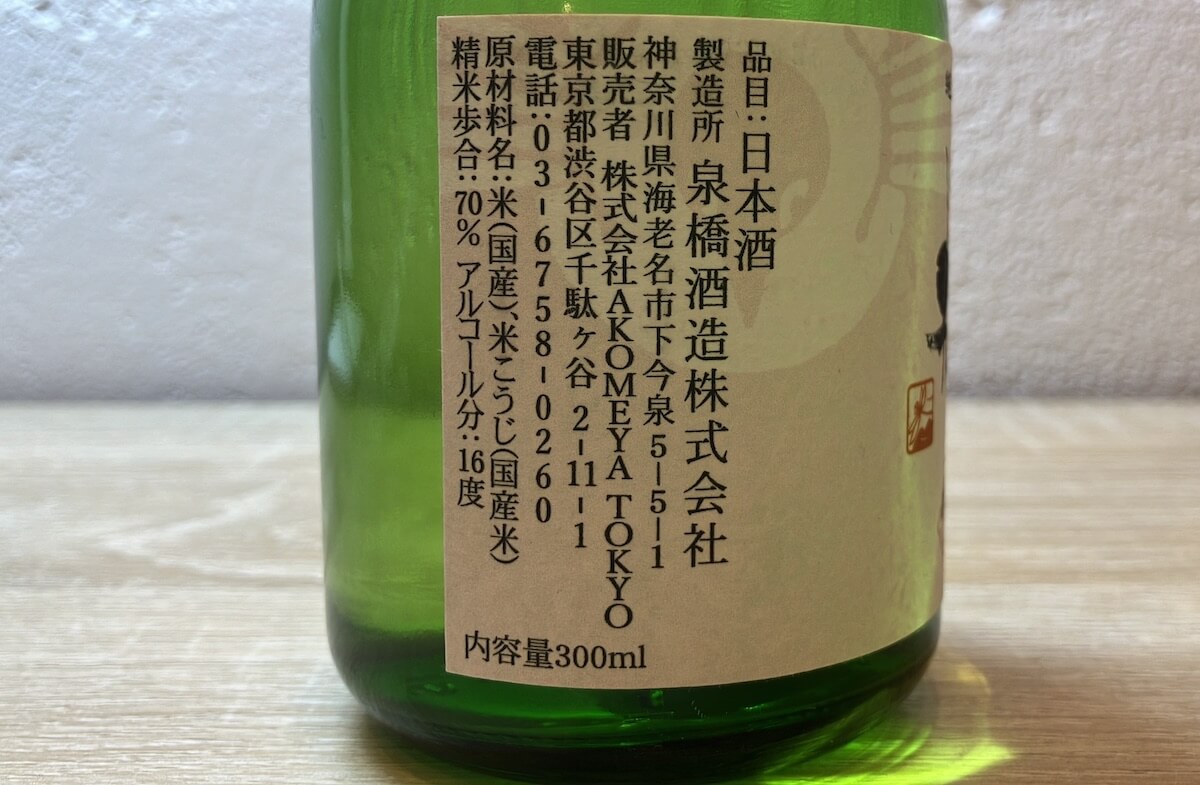 品目:日本酒
製造所 泉橋酒造株式会社
神奈川県海老名市下今泉5-5-1
販売者 株式会社AKOMEYA TOKYO
東京都渋谷区千駄ヶ谷2-11-1
電話:03-6758-0260
原材料名:米(国産)、米こうじ(国産米)
精米歩合:70% アルコール分:16度
内容量300ml